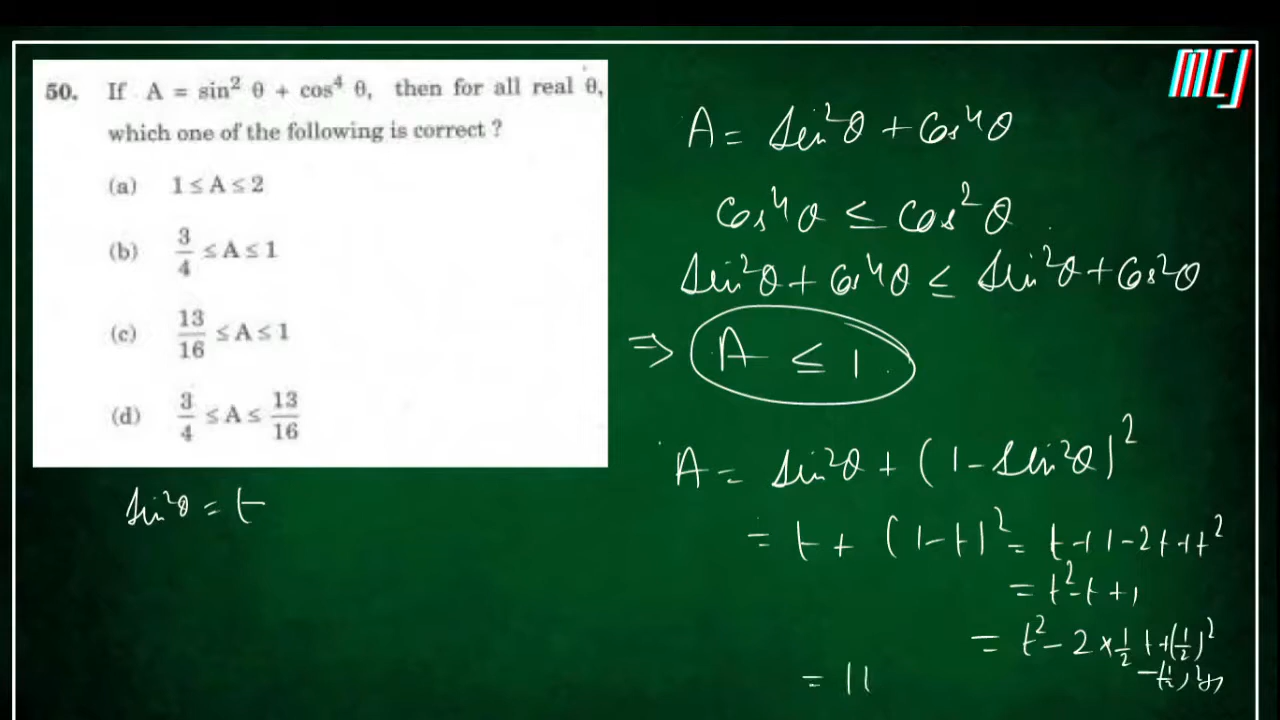 MCJ
50. If A = sin² θ + cos⁴ θ, then for all real θ,
which one of the following is correct ?
(a) 1 ≤ A ≤ 2
(b) 3/4 ≤ A ≤ 1
(c) 13/16 ≤ A ≤ 1
(d) 3/4 ≤ A ≤ 13/16
sin²θ = t
A = sin²θ + cos⁴θ
cos⁴θ ≤ cos²θ
sin²θ + cos⁴θ ≤ sin²θ + cos²θ
⇒ A ≤ 1
A = sin²θ + (1 - sin²θ)²
= t + (1-t)² = t+1-2t+t²
= t²-t+1
= t² - 2×1/2 t+(1/2)²
=